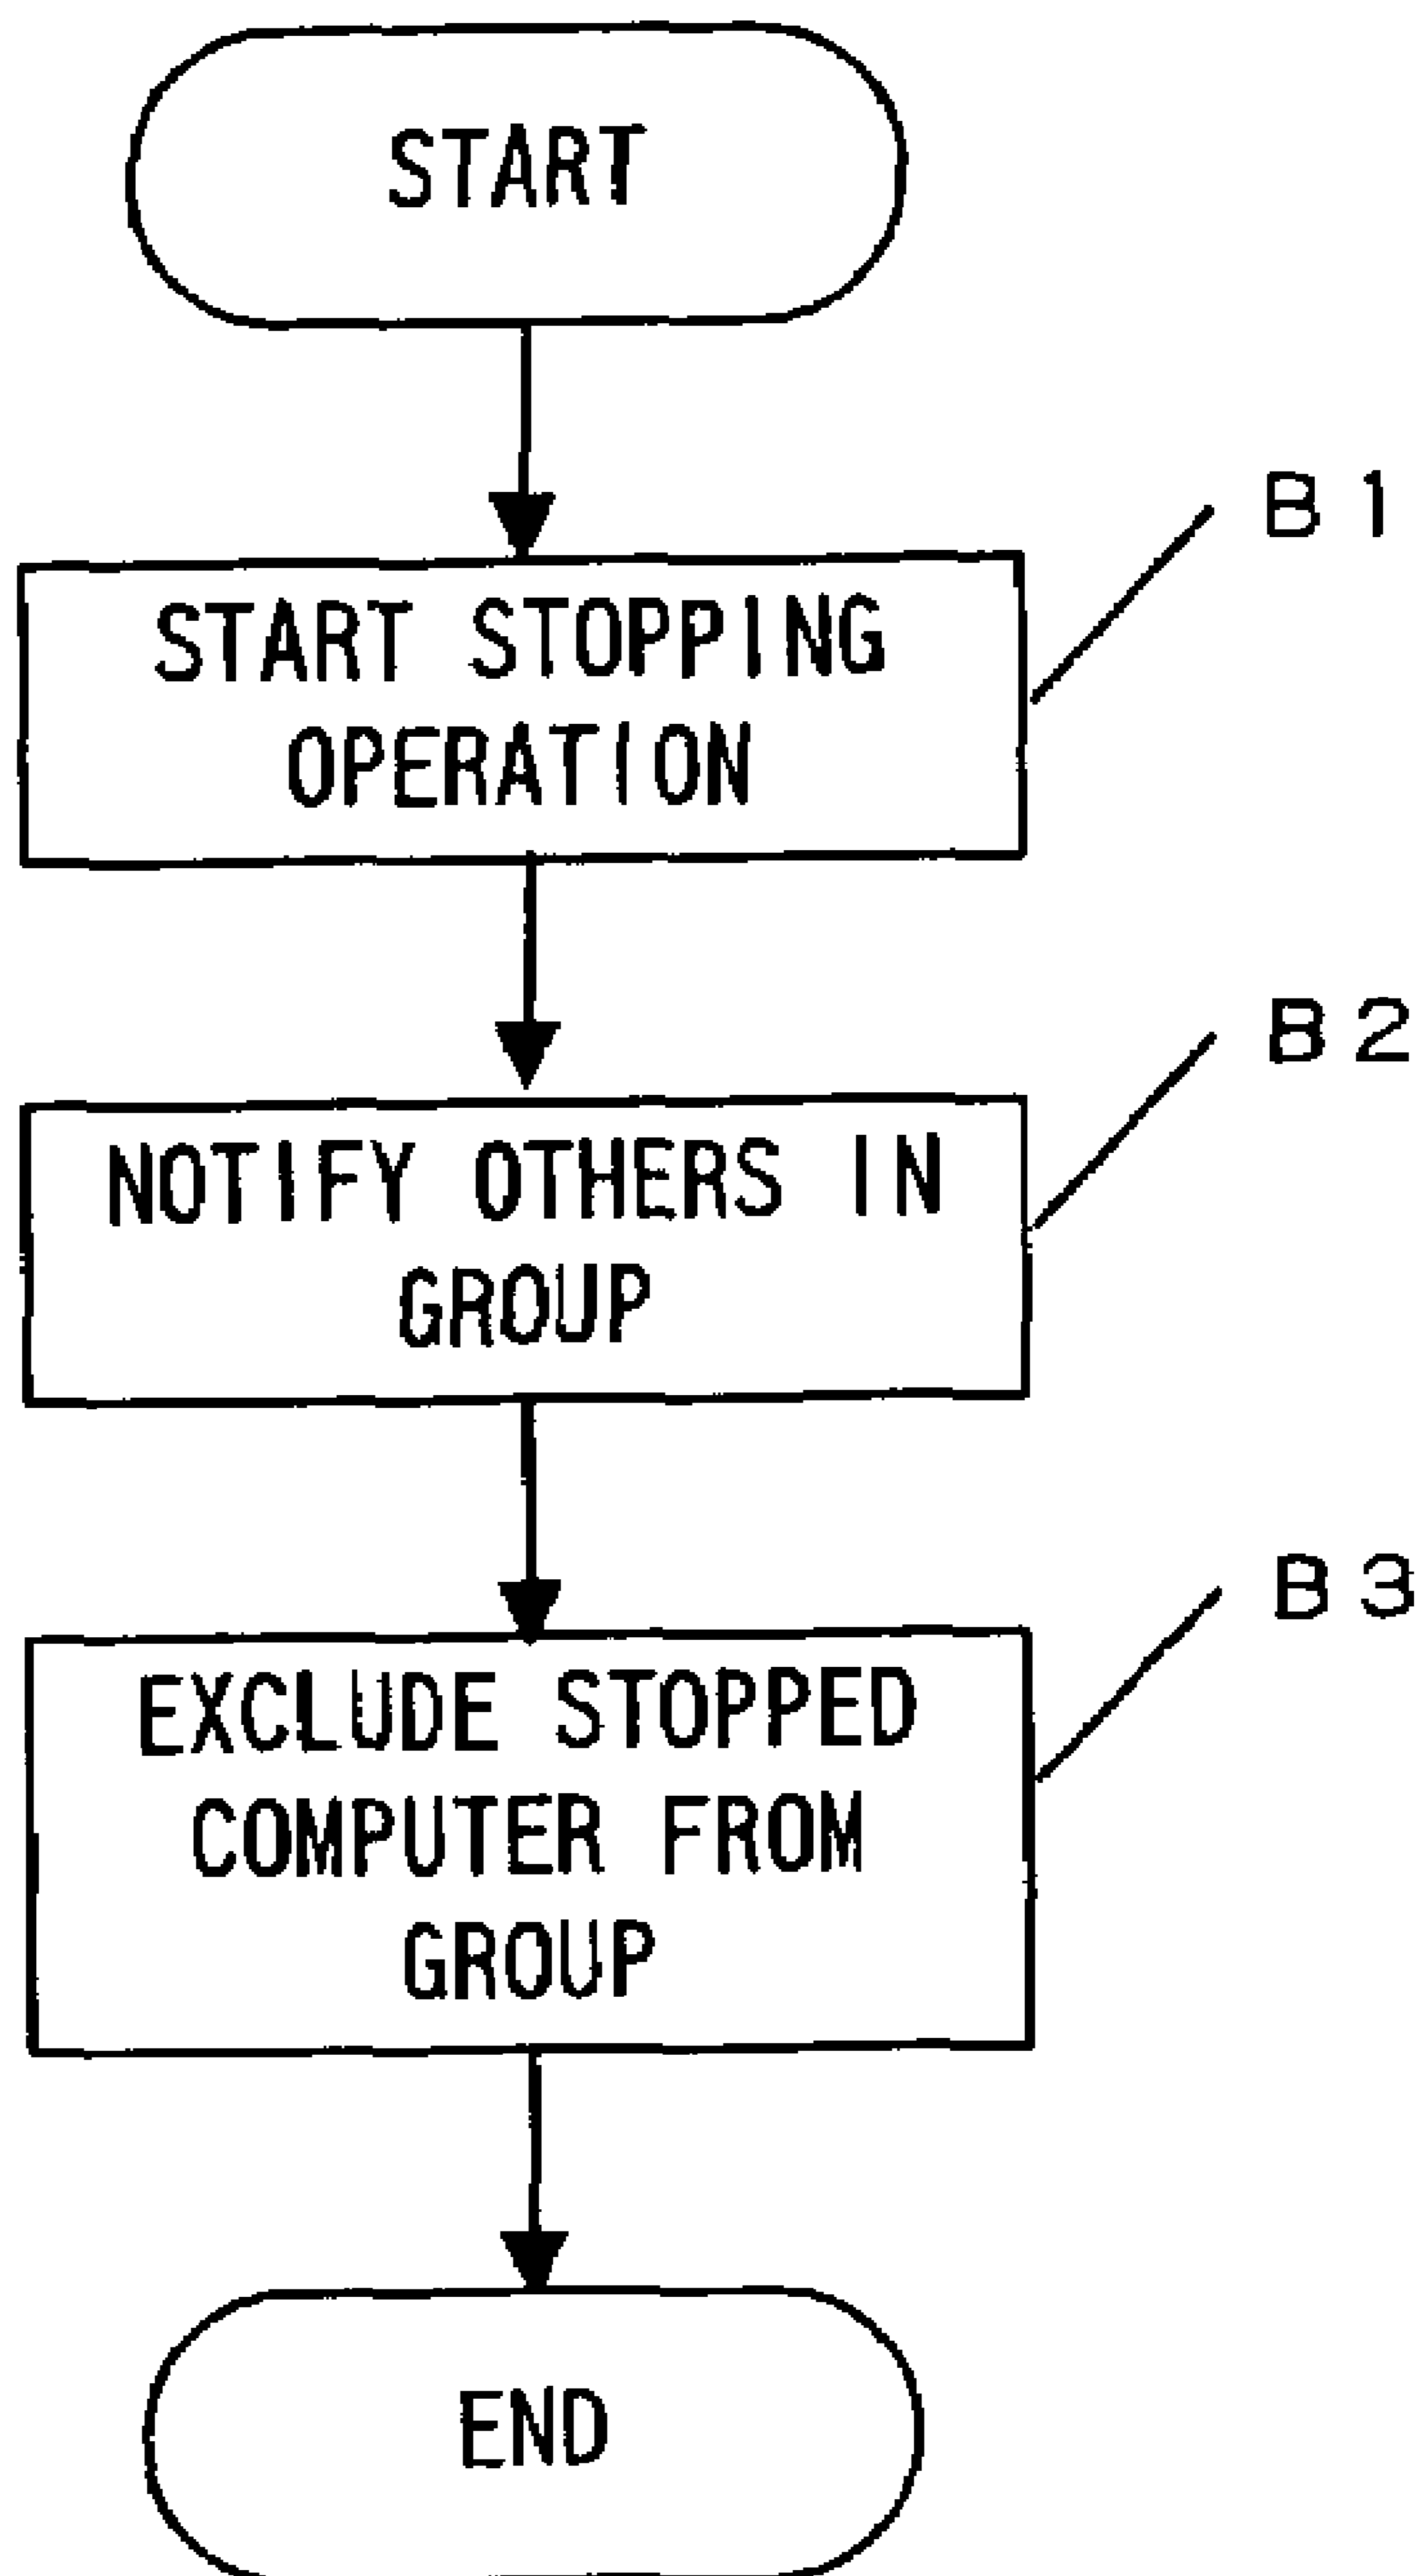 START
B1
START STOPPING
OPERATION
B2
NOTIFY OTHERS IN
GROUP
B3
EXCLUDE STOPPED
COMPUTER FROM
GROUP
END